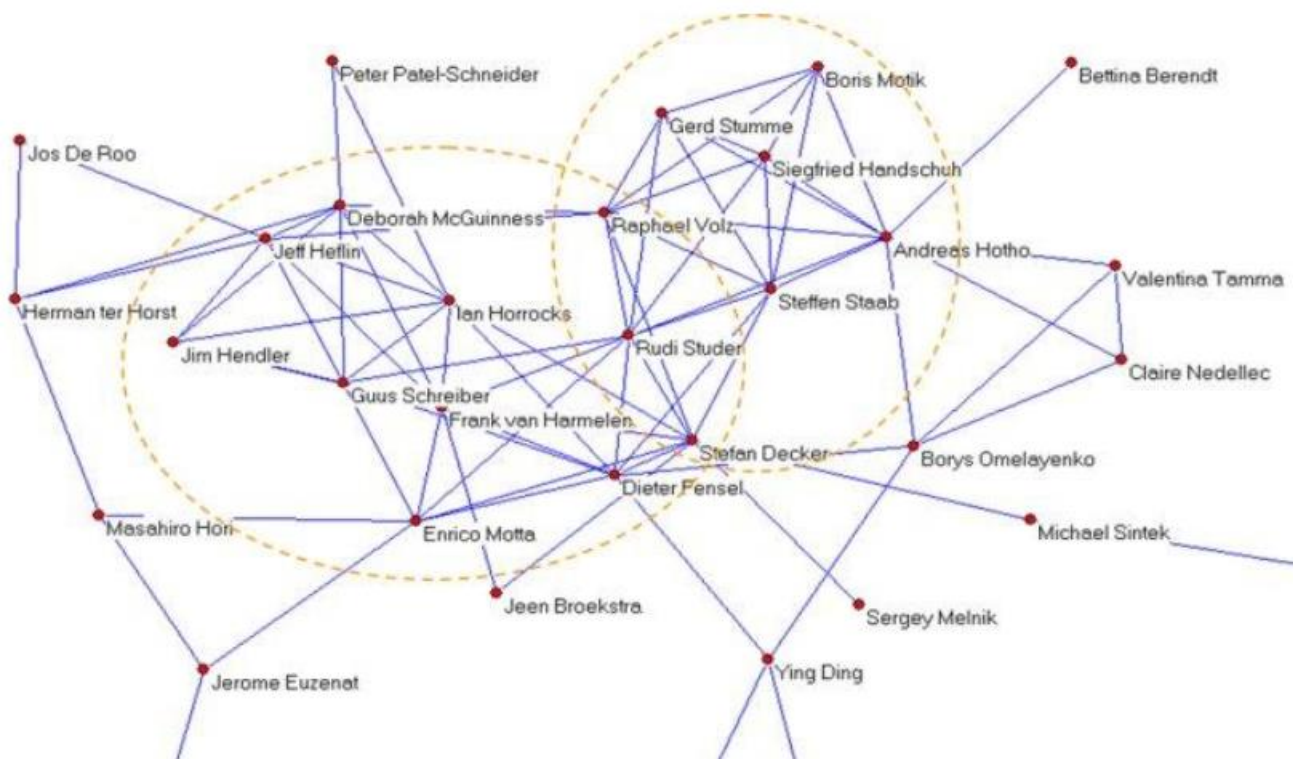 Peter Patel-Schneider
Boris Motik
Bettina Berendt
Gerd Stumme
Jos De Roo
Siegfried Handschuh
Deborah McGuinness
Raphael Volz
Jeff Heflin
Andreas Hotho
Valentina Tamma
Herman ter Horst
Ian Horrocks
Steffen Staab
Jim Hendler
Rudi Studer
Claire Nedellec
Guus Schreiber
Frank van Harmelen
Stefan Decker
Borys Omelayenko
Dieter Fensel
Masahiro Hori
Enrico Motta
Michael Sintek
Jeen Broekstra
Sergey Melnik
Jerome Euzenat
Ying Ding